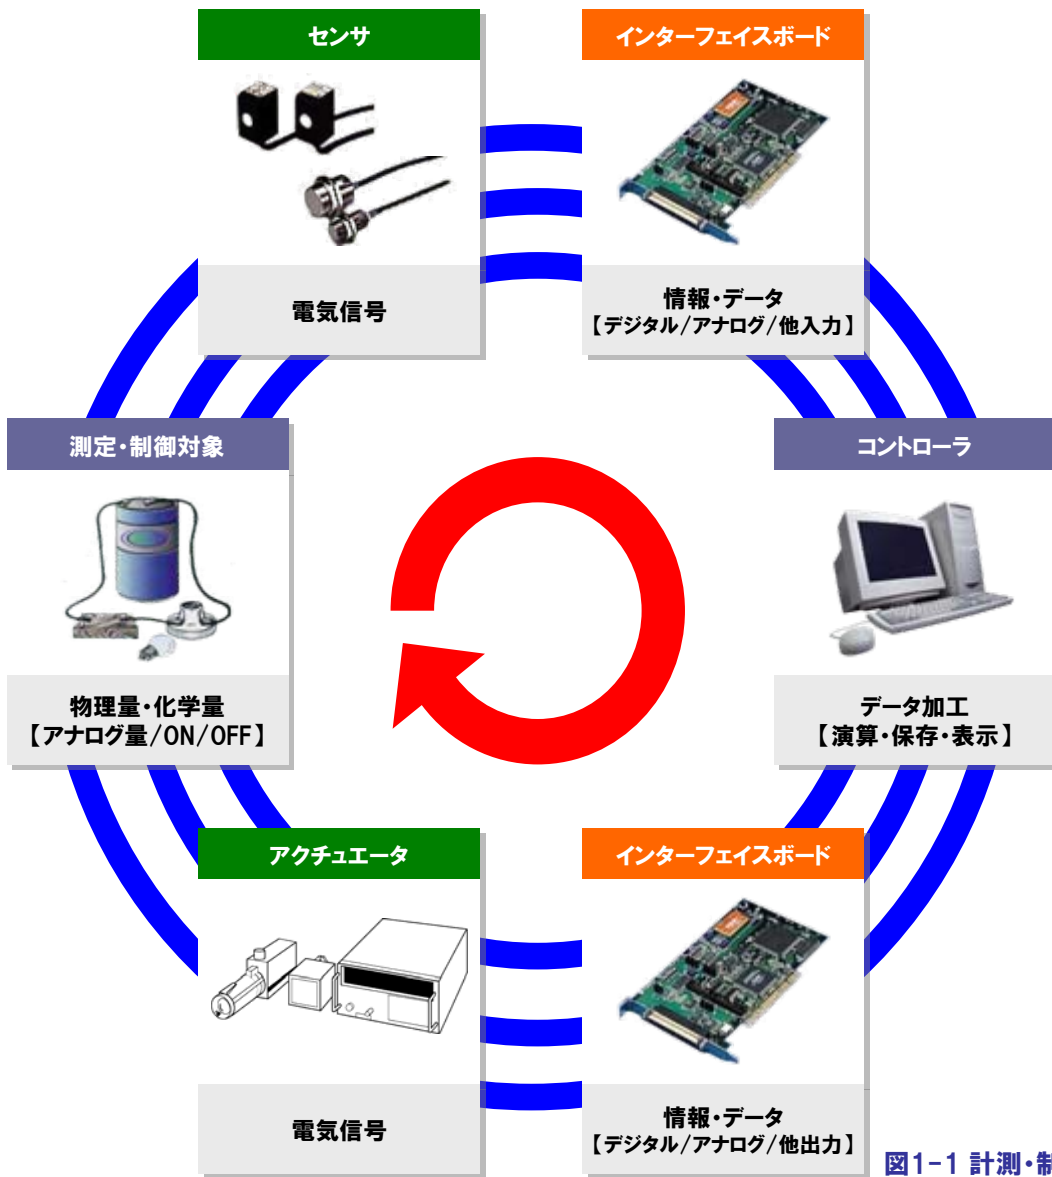 センサ
インターフェイスボード
電気信号
情報・データ
【デジタル/アナログ/他入力】
測定・制御対象
コントローラ
物理量・化学量
【アナログ量/ON/OFF】
データ加工
【演算・保存・表示】
アクチュエータ
インターフェイスボード
電気信号
情報・データ
【デジタル/アナログ/他出力】
図1-1 計測・制